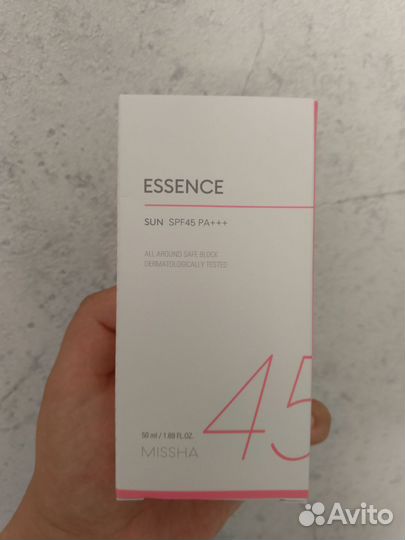 ESSENCE
SUN SPF45 PA+++
ALL AROUND SAFE BLOCK
DERMATOLOGICALLY TESTED
45
50 ml / 1.69 FL.OZ.
MISSHA
Avito